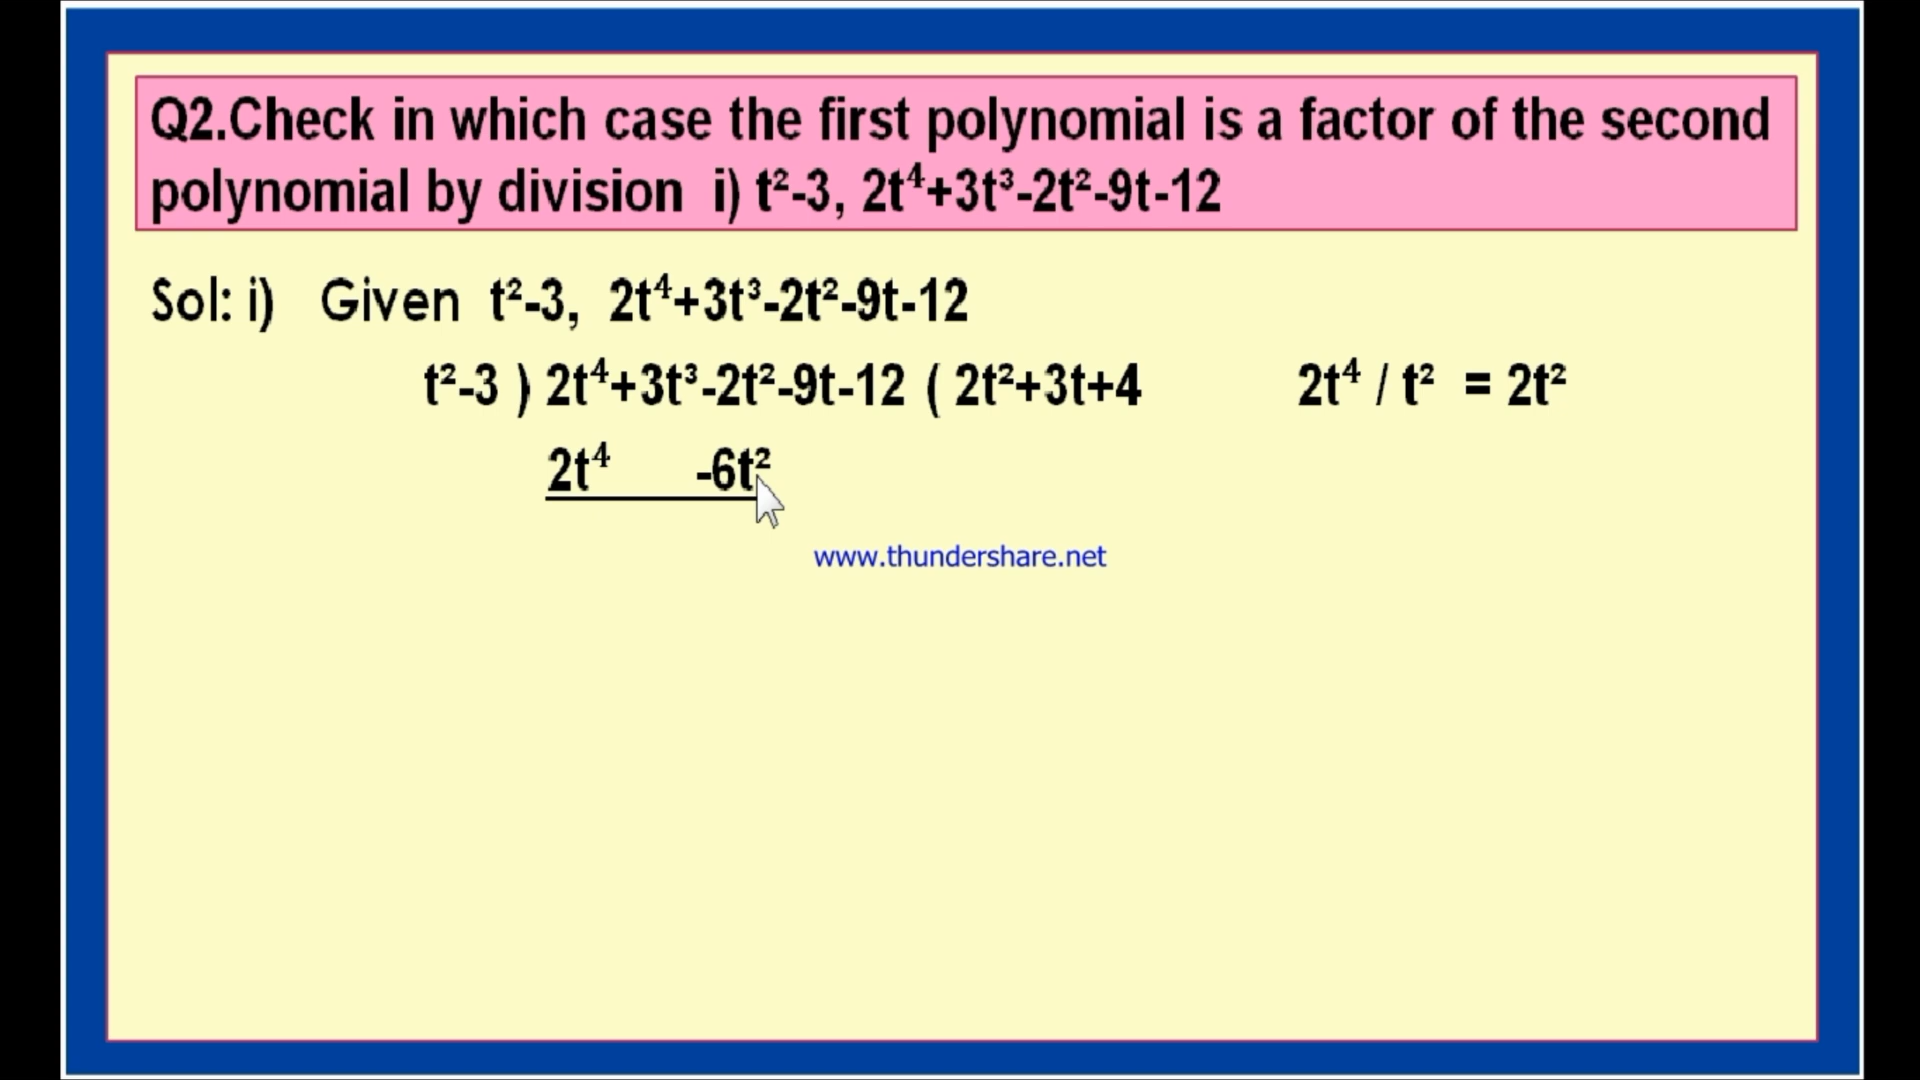 Q2.Check in which case the first polynomial is a factor of the second
polynomial by division i) t²-3, 2t⁴+3t³-2t²-9t-12
Sol: i) Given t²-3, 2t⁴+3t³-2t²-9t-12
t²-3 ) 2t⁴+3t³-2t²-9t-12 ( 2t²+3t+4 2t⁴ / t² = 2t²
2t⁴ -6t²
www.thundershare.net